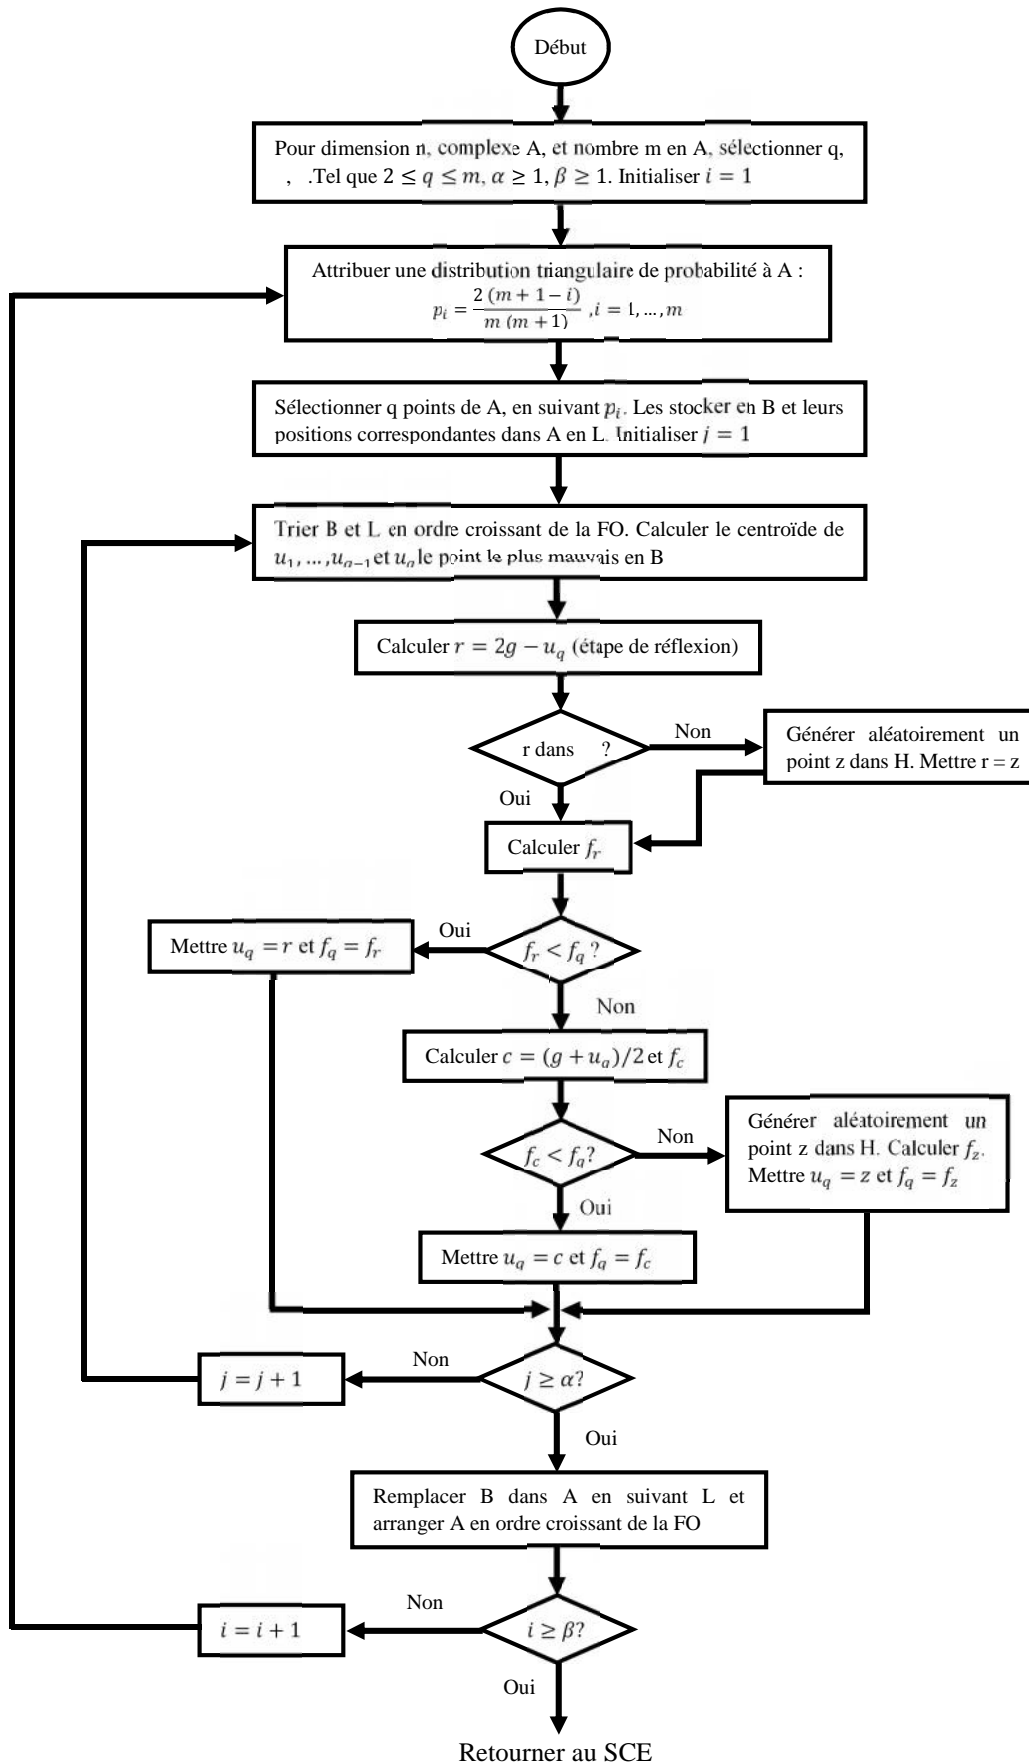 Début
Pour dimension n, complexe A, et nombre m en A, sélectionner q,
, .Tel que 2 ≤ q ≤ m, α ≥ 1, β ≥ 1. Initialiser i = 1
Attribuer une distribution triangulaire de probabilité à A :
p_i = 2 (m + 1 − i) / m (m + 1) , i = 1, … , m
Sélectionner q points de A, en suivant p_i. Les stocker en B et leurs
positions correspondantes dans A en L. Initialiser j = 1
Trier B et L en ordre croissant de la FO. Calculer le centroïde de
u_1, … , u_{q−1} et u_q le point le plus mauvais en B
Calculer r = 2g − u_q (étape de réflexion)
r dans ?
Non
Générer aléatoirement un
point z dans H. Mettre r = z
Oui
Calculer f_r
f_r < f_q ?
Oui
Mettre u_q = r et f_q = f_r
Non
Calculer c = (g + u_q)/2 et f_c
f_c < f_q?
Non
Générer aléatoirement un
point z dans H. Calculer f_z.
Mettre u_q = z et f_q = f_z
Oui
Mettre u_q = c et f_q = f_c
j ≥ α?
Non
j = j + 1
Oui
Remplacer B dans A en suivant L et
arranger A en ordre croissant de la FO
i ≥ β?
Non
i = i + 1
Oui
Retourner au SCE